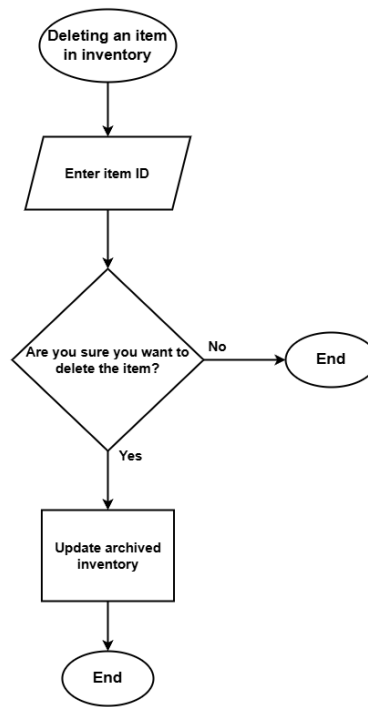 Deleting an item
in inventory
Enter item ID
Are you sure you want to
delete the item?
No
End
Yes
Update archived
inventory
End